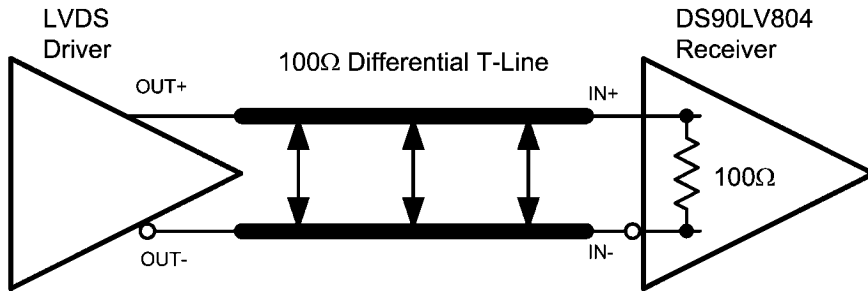 LVDS
Driver
DS90LV804
Receiver
100Ω Differential T-Line
OUT+
IN+
100Ω
OUT-
IN-